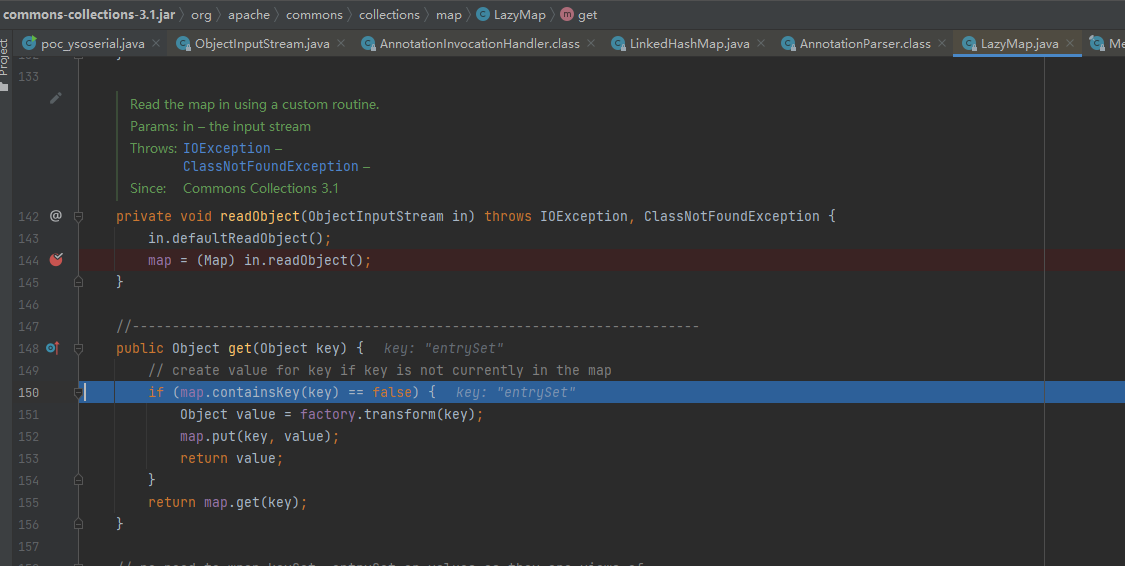 commons-collections-3.1.jar org apache commons collections map LazyMap get
Project
poc_ysoserial.java ObjectInputStream.java AnnotationInvocationHandler.class LinkedHashMap.java AnnotationParser.class LazyMap.java Me
133
Read the map in using a custom routine.
Params: in – the input stream
Throws: IOException –
ClassNotFoundException –
Since: Commons Collections 3.1
142 @ private void readObject(ObjectInputStream in) throws IOException, ClassNotFoundException {
143 in.defaultReadObject();
144 map = (Map) in.readObject();
145 }
146
147 //-----------------------------------------------------------------------
148 public Object get(Object key) { key: "entrySet"
149 // create value for key if key is not currently in the map
150 if (map.containsKey(key) == false) { key: "entrySet"
151 Object value = factory.transform(key);
152 map.put(key, value);
153 return value;
154 }
155 return map.get(key);
156 }
157